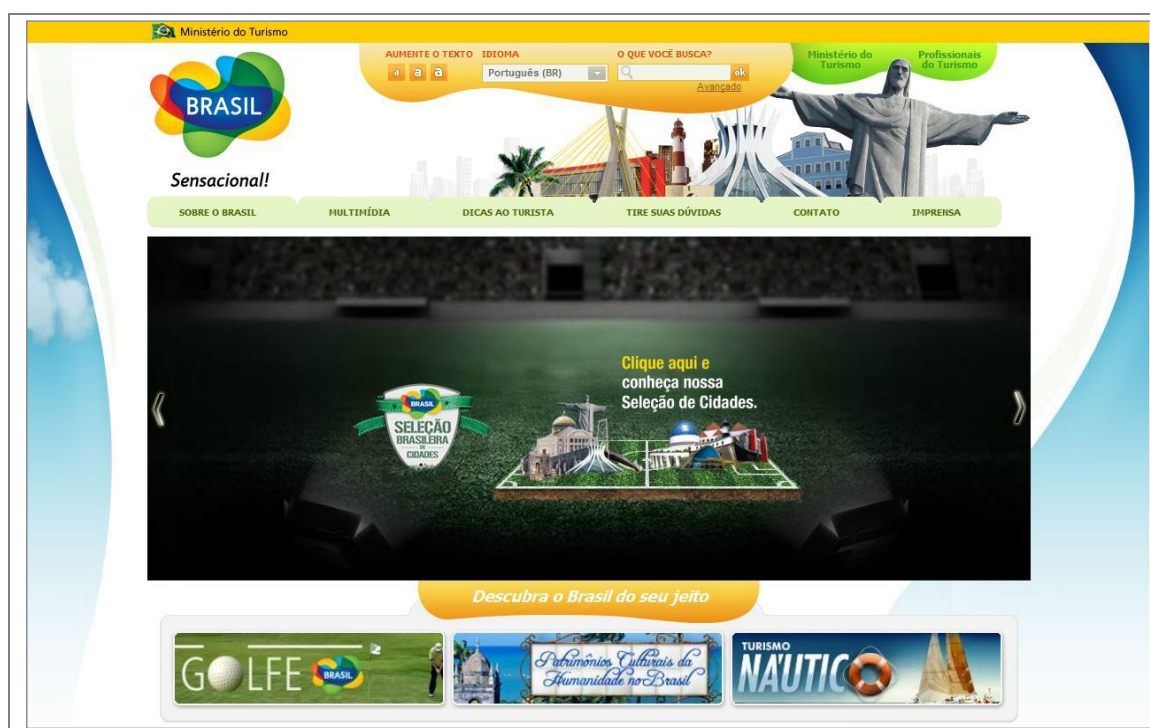 Ministério do Turismo
AUMENTE O TEXTO
a a a
IDIOMA
Português (BR)
O QUE VOCÊ BUSCA?
ok
Avançado
Ministério do
Turismo
Profissionais
do Turismo
BRASIL
Sensacional!
SOBRE O BRASIL
MULTIMÍDIA
DICAS AO TURISTA
TIRE SUAS DÚVIDAS
CONTATO
IMPRENSA
BRASIL
SELEÇÃO
BRASILEIRA
DE
CIDADES
Clique aqui e
conheça nossa
Seleção de Cidades.
Descubra o Brasil do seu jeito
GOLFE
BRASIL
Patrimônios Culturais da
Humanidade no Brasil
TURISMO
NÁUTICO